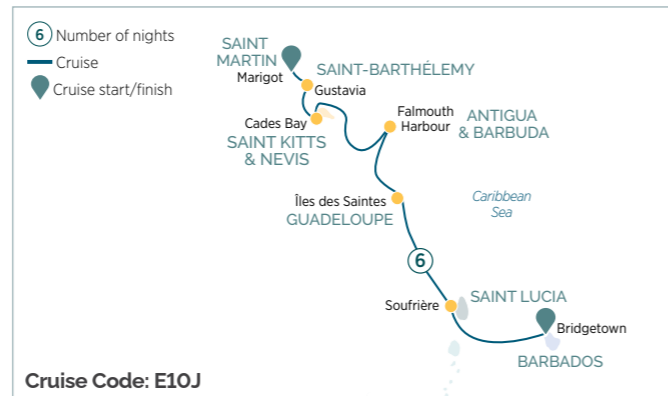 6 Number of nights
Cruise
Cruise start/finish
SAINT
MARTIN
Marigot
SAINT-BARTHÉLEMY
Gustavia
Cades Bay
SAINT KITTS
& NEVIS
Falmouth
Harbour
ANTIGUA
& BARBUDA
Îles des Saintes
GUADELOUPE
Caribbean
Sea
6
Soufrière
SAINT LUCIA
Bridgetown
BARBADOS
Cruise Code: E10J